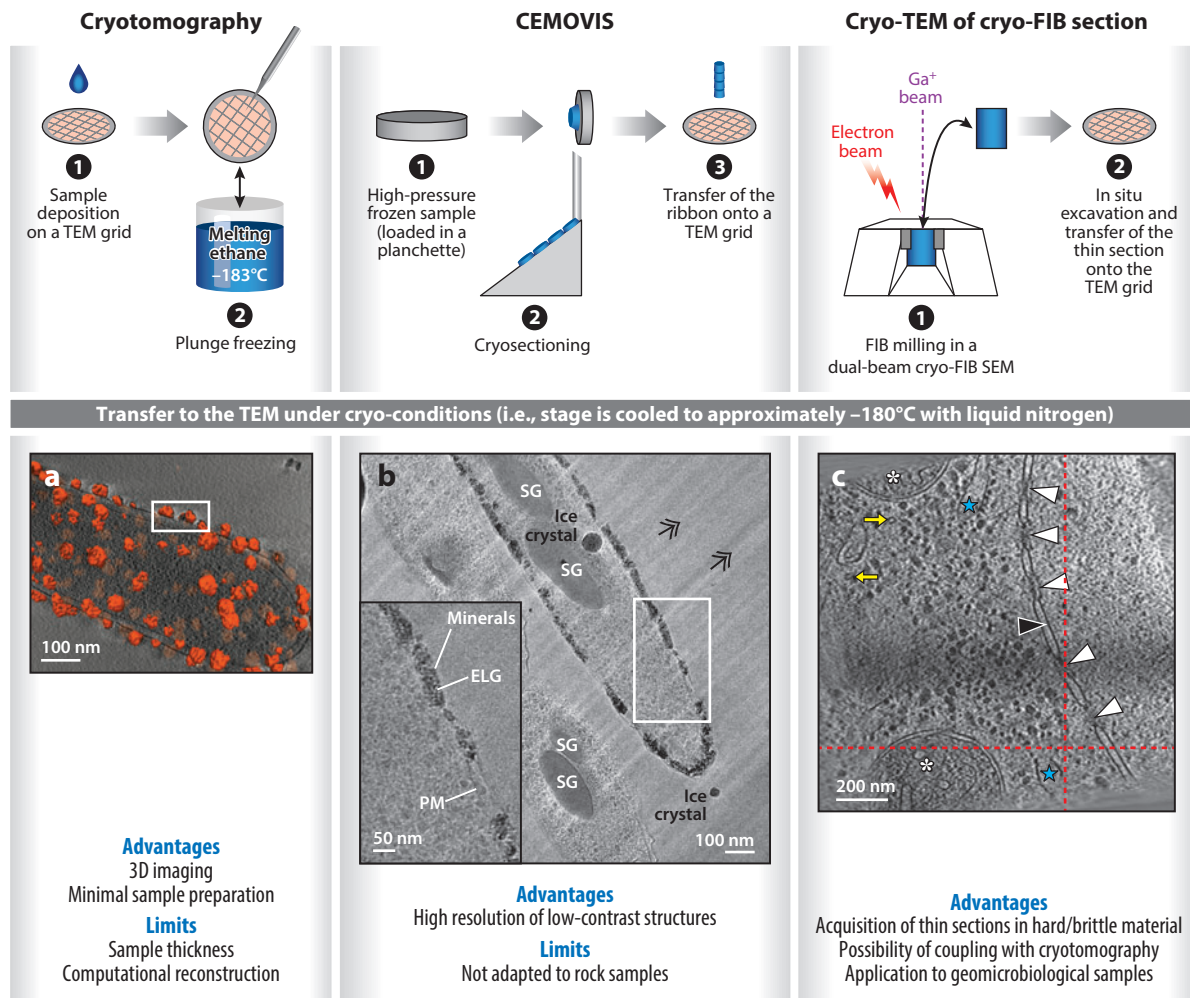 Cryotomography
1
Sample
deposition
on a TEM grid
Melting
ethane
–183°C
2
Plunge freezing
CEMOVIS
1
High-pressure
frozen sample
(loaded in a
planchette)
2
Cryosectioning
3
Transfer of the
ribbon onto a
TEM grid
Cryo-TEM of cryo-FIB section
Ga+
beam
Electron
beam
1
FIB milling in a
dual-beam cryo-FIB SEM
2
In situ
excavation and
transfer of the
thin section
onto the
TEM grid
Transfer to the TEM under cryo-conditions (i.e., stage is cooled to approximately –180°C with liquid nitrogen)
a
100 nm
Advantages
3D imaging
Minimal sample preparation
Limits
Sample thickness
Computational reconstruction
b
SG
Ice
crystal
SG
Minerals
ELG
PM
50 nm
SG
SG
Ice
crystal
100 nm
Advantages
High resolution of low-contrast structures
Limits
Not adapted to rock samples
c
*
*
200 nm
Advantages
Acquisition of thin sections in hard/brittle material
Possibility of coupling with cryotomography
Application to geomicrobiological samples